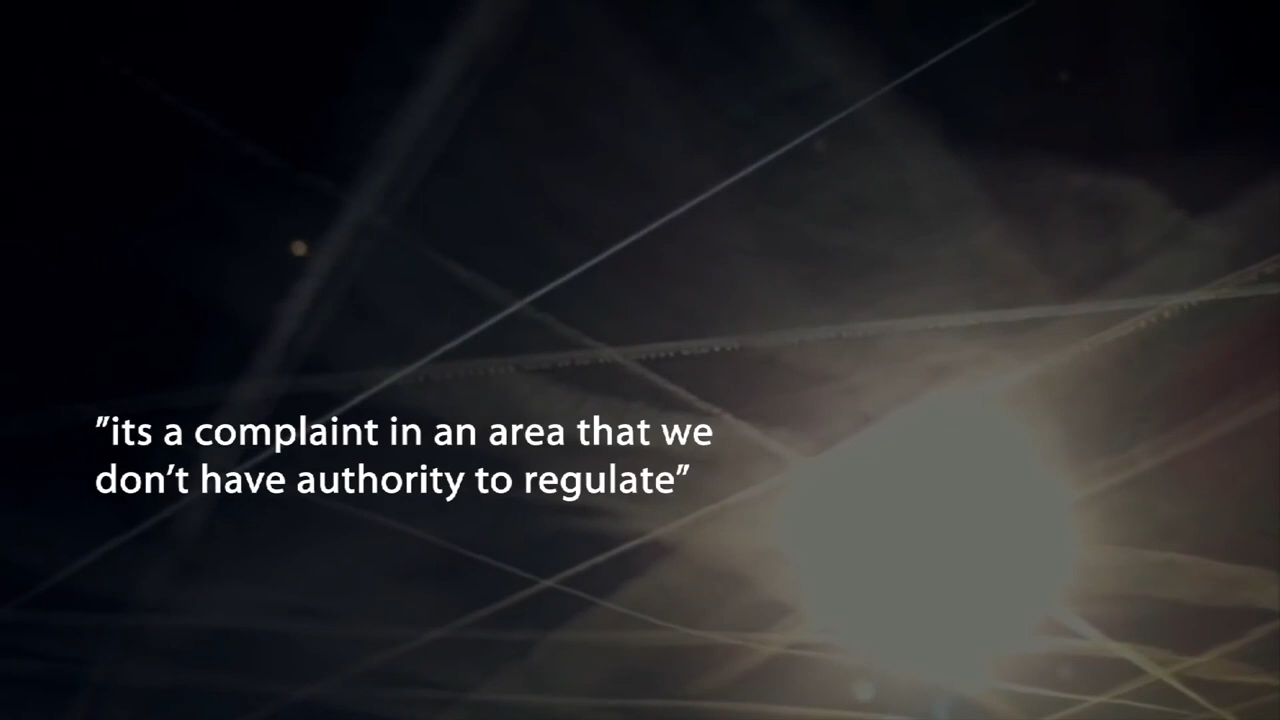 "its a complaint in an area that we
don't have authority to regulate"